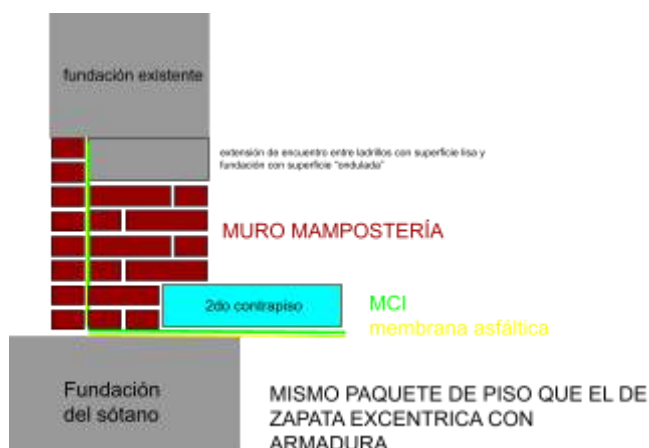 fundación existente
extensión de encuentro entre ladrillos con superficie lisa y
fundación con superficie "ondulada"
MURO MAMPOSTERÍA
2do contrapiso
MCI
membrana asfáltica
Fundación
del sótano
MISMO PAQUETE DE PISO QUE EL DE
ZAPATA EXCENTRICA CON
ARMADURA